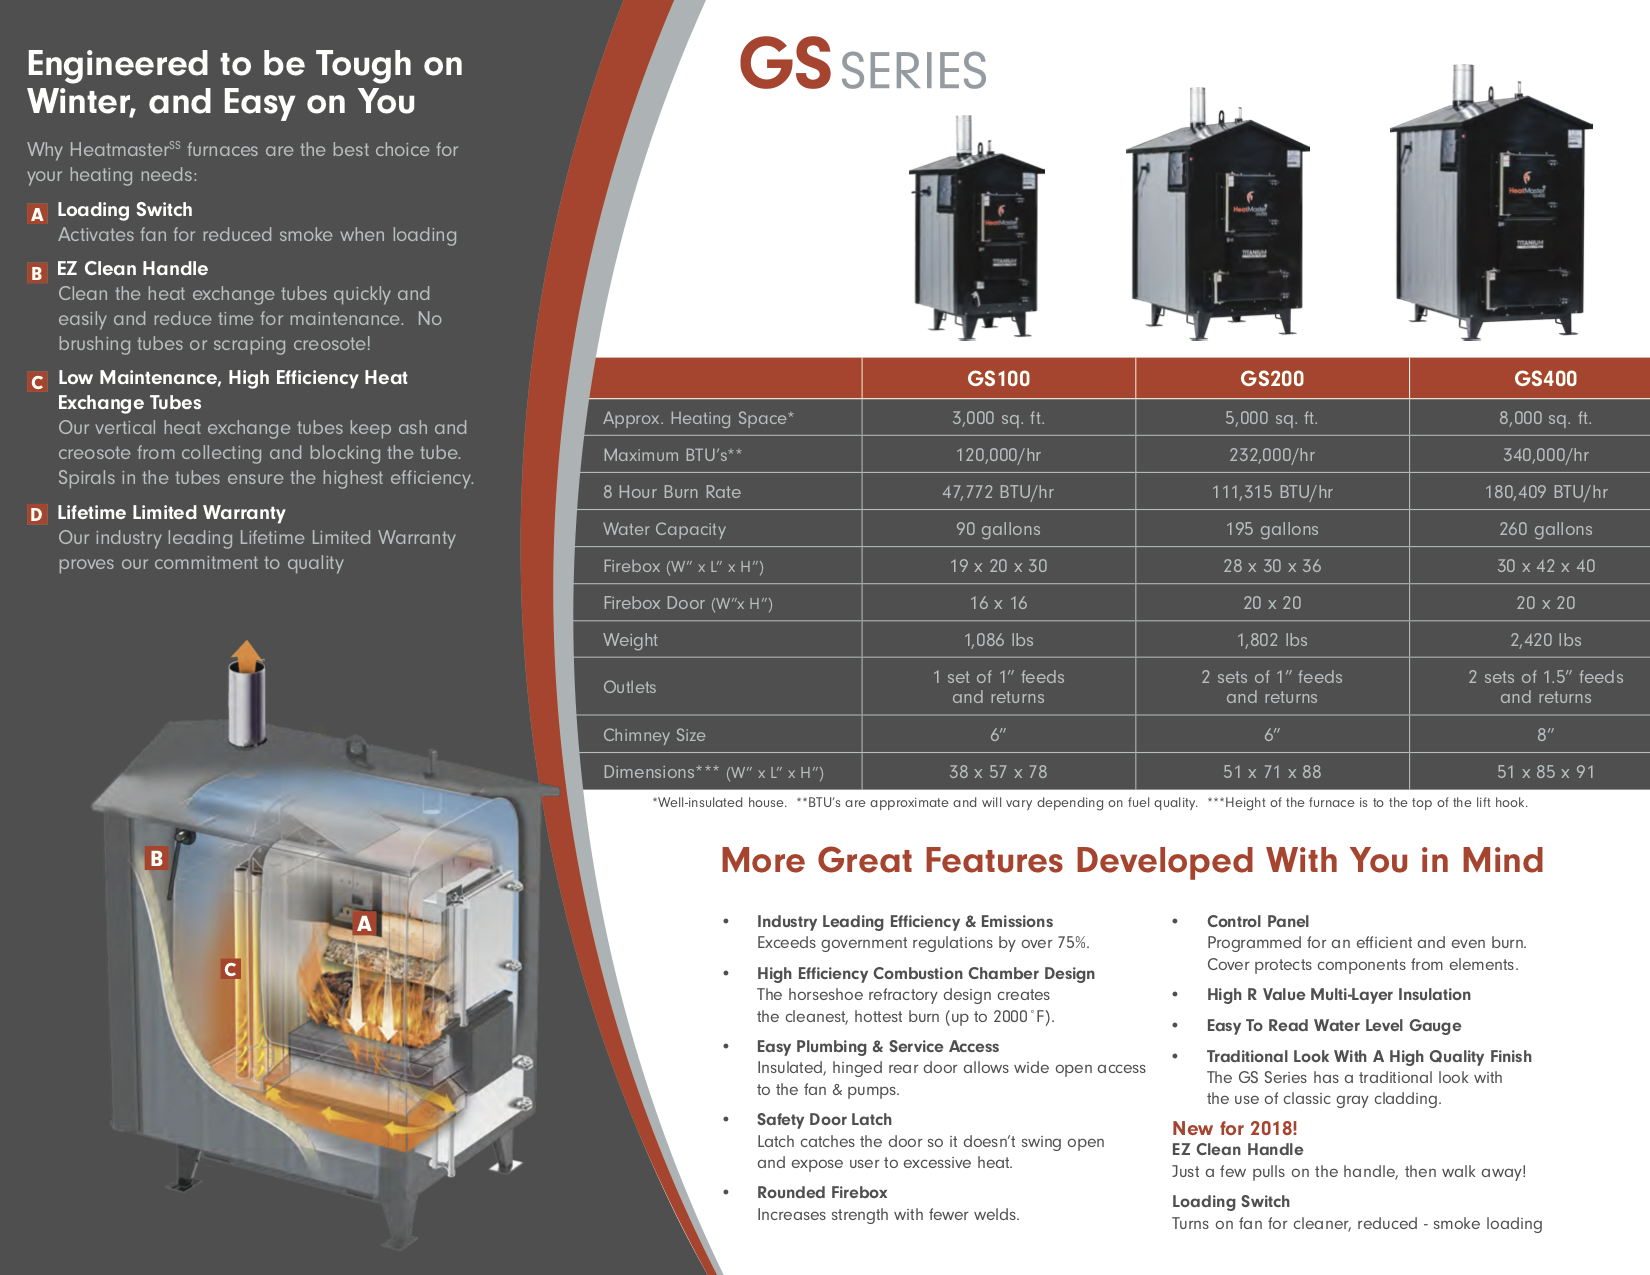 Engineered to be Tough on
Winter, and Easy on You
Why Heatmaster^SS furnaces are the best choice for
your heating needs:
A Loading Switch
Activates fan for reduced smoke when loading
B EZ Clean Handle
Clean the heat exchange tubes quickly and
easily and reduce time for maintenance. No
brushing tubes or scraping creosote!
C Low Maintenance, High Efficiency Heat
Exchange Tubes
Our vertical heat exchange tubes keep ash and
creosote from collecting and blocking the tube.
Spirals in the tubes ensure the highest efficiency.
D Lifetime Limited Warranty
Our industry leading Lifetime Limited Warranty
proves our commitment to quality
B
A
C
GS SERIES
HeatMaster
TITANIUM
HeatMaster
TITANIUM
HeatMaster
TITANIUM
GS100 GS200 GS400
Approx. Heating Space* 3,000 sq. ft. 5,000 sq. ft. 8,000 sq. ft.
Maximum BTU's** 120,000/hr 232,000/hr 340,000/hr
8 Hour Burn Rate 47,772 BTU/hr 111,315 BTU/hr 180,409 BTU/hr
Water Capacity 90 gallons 195 gallons 260 gallons
Firebox (W" x L" x H") 19 x 20 x 30 28 x 30 x 36 30 x 42 x 40
Firebox Door (W"x H") 16 x 16 20 x 20 20 x 20
Weight 1,086 lbs 1,802 lbs 2,420 lbs
Outlets 1 set of 1" feeds and returns 2 sets of 1" feeds and returns 2 sets of 1.5" feeds and returns
Chimney Size 6" 6" 8"
Dimensions*** (W" x L" x H") 38 x 57 x 78 51 x 71 x 88 51 x 85 x 91
*Well-insulated house. **BTU's are approximate and will vary depending on fuel quality. ***Height of the furnace is to the top of the lift hook.
More Great Features Developed With You in Mind
• Industry Leading Efficiency & Emissions
Exceeds government regulations by over 75%.
• High Efficiency Combustion Chamber Design
The horseshoe refractory design creates
the cleanest, hottest burn (up to 2000˚F).
• Easy Plumbing & Service Access
Insulated, hinged rear door allows wide open access
to the fan & pumps.
• Safety Door Latch
Latch catches the door so it doesn't swing open
and expose user to excessive heat.
• Rounded Firebox
Increases strength with fewer welds.
• Control Panel
Programmed for an efficient and even burn.
Cover protects components from elements.
• High R Value Multi-Layer Insulation
• Easy To Read Water Level Gauge
• Traditional Look With A High Quality Finish
The GS Series has a traditional look with
the use of classic gray cladding.
New for 2018!
EZ Clean Handle
Just a few pulls on the handle, then walk away!
Loading Switch
Turns on fan for cleaner, reduced - smoke loading